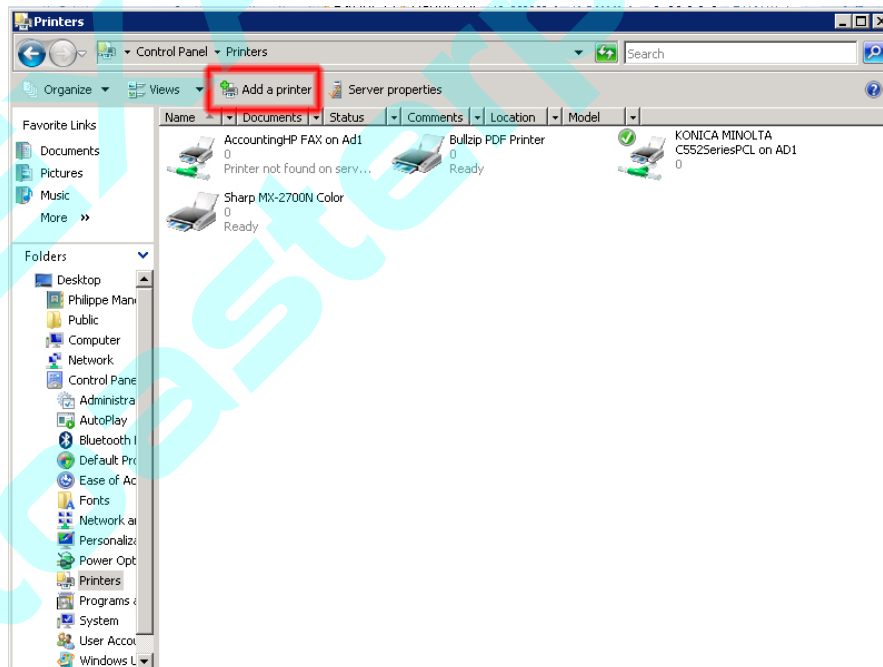 Printers
Control Panel Printers
Search
Organize Views Add a printer Server properties
Favorite Links
Documents
Pictures
Music
More »
Folders
Desktop
Philippe Man
Public
Computer
Network
Control Pane
Administra
AutoPlay
Bluetooth
Default Pro
Ease of Ac
Fonts
Network a
Personaliza
Power Opt
Printers
Programs
System
User Accou
Windows U
Name Documents Status Comments Location Model
AccountingHP FAX on Ad1
0
Printer not found on serv...
Bullzip PDF Printer
0
Ready
KONICA MINOLTA
C552SeriesPCL on AD1
0
Sharp MX-2700N Color
0
Ready